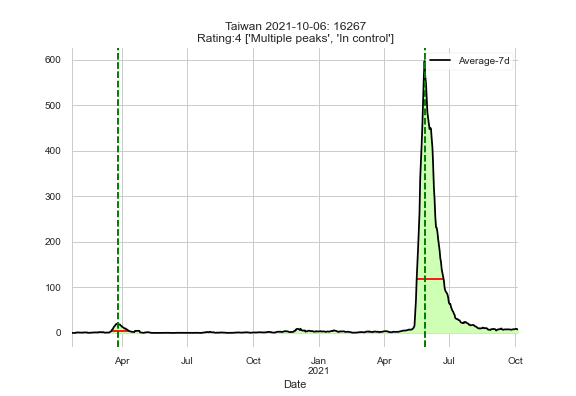 Taiwan 2021-10-06: 16267
Rating:4 ['Multiple peaks', 'In control']
Average-7d
600
500
400
300
200
100
0
Apr
Jul
Oct
Jan
2021
Apr
Jul
Oct
Date